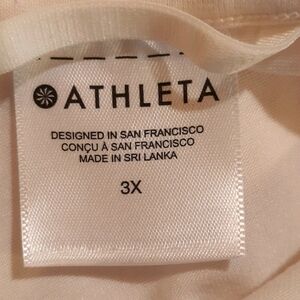 ATHLETA
DESIGNED IN SAN FRANCISCO
CONÇU À SAN FRANCISCO
MADE IN SRI LANKA
3X